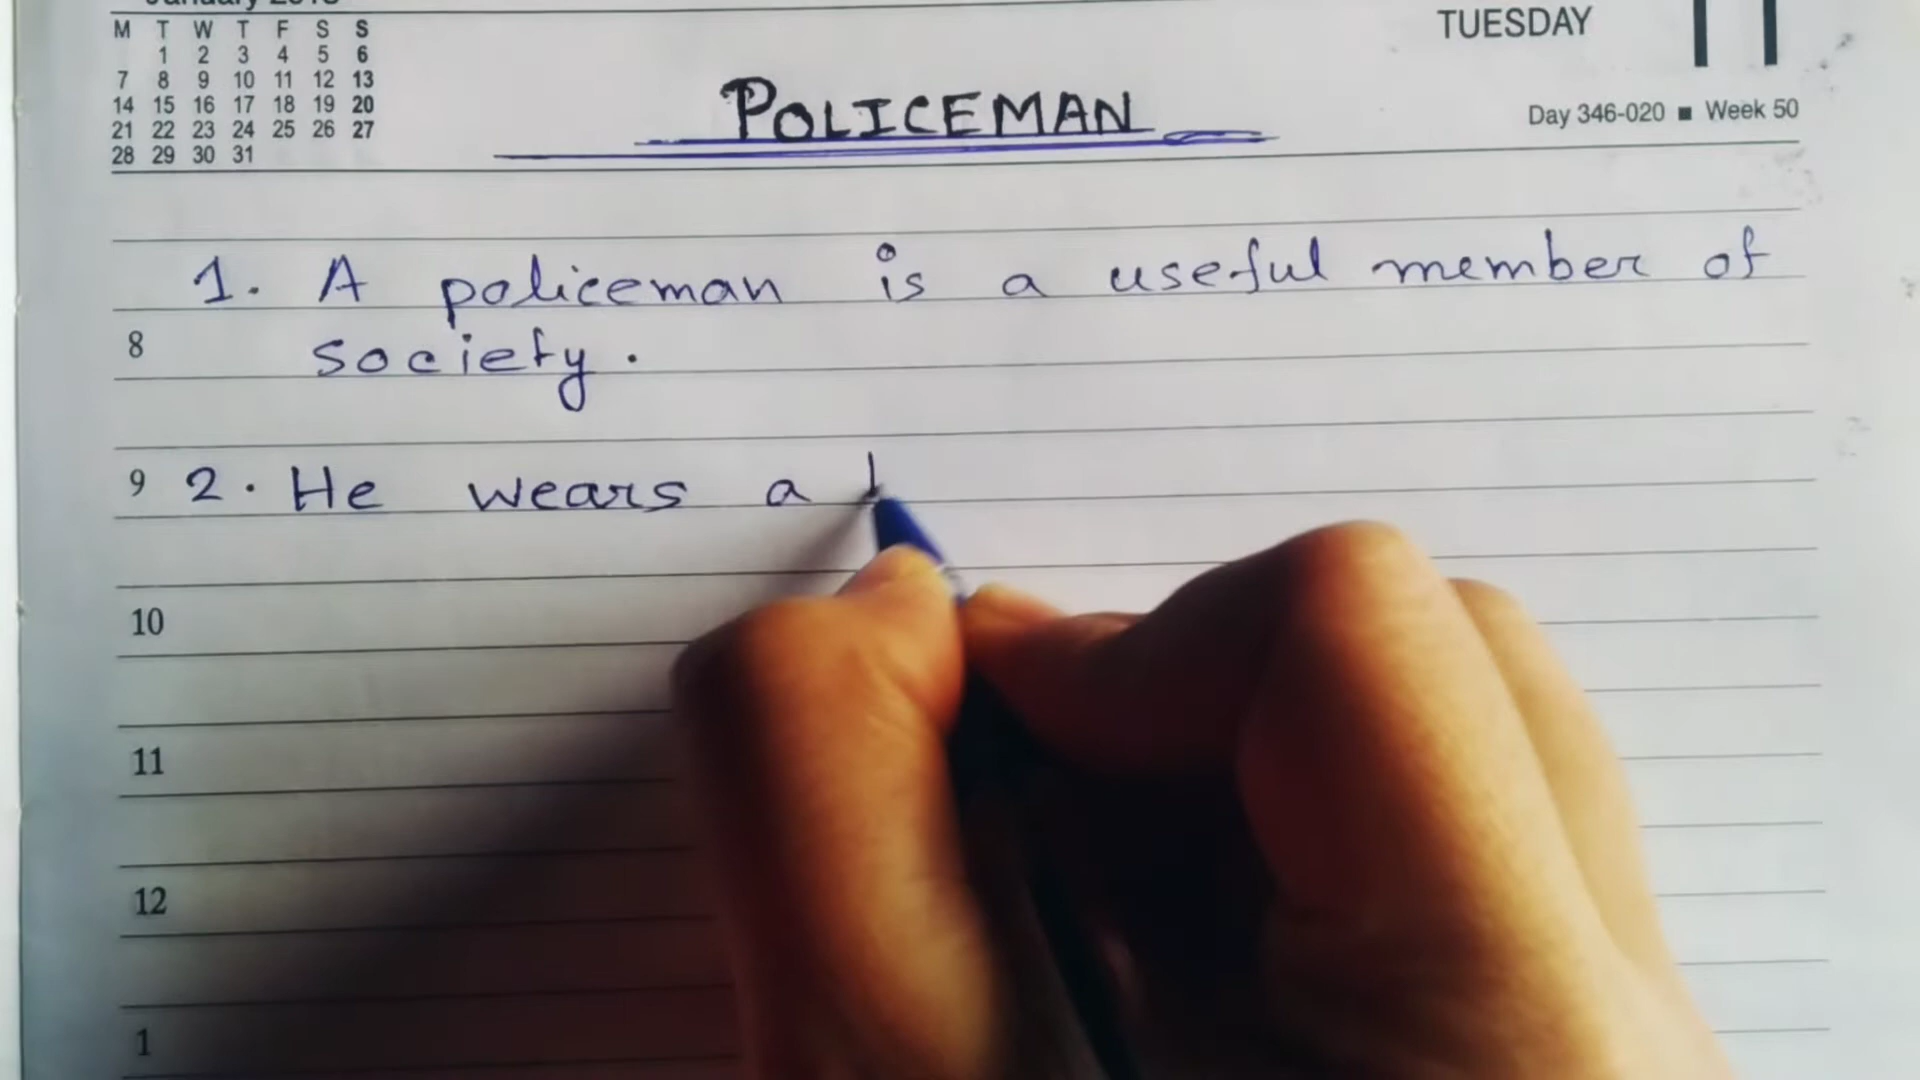 M T W T F S S
1 2 3 4 5 6
7 8 9 10 11 12 13
14 15 16 17 18 19 20
21 22 23 24 25 26 27
28 29 30 31
TUESDAY 11
Day 346-020 ■ Week 50
POLICEMAN
1. A policeman is a useful member of
8
society.
9 2. He wears a
10
11
12
1